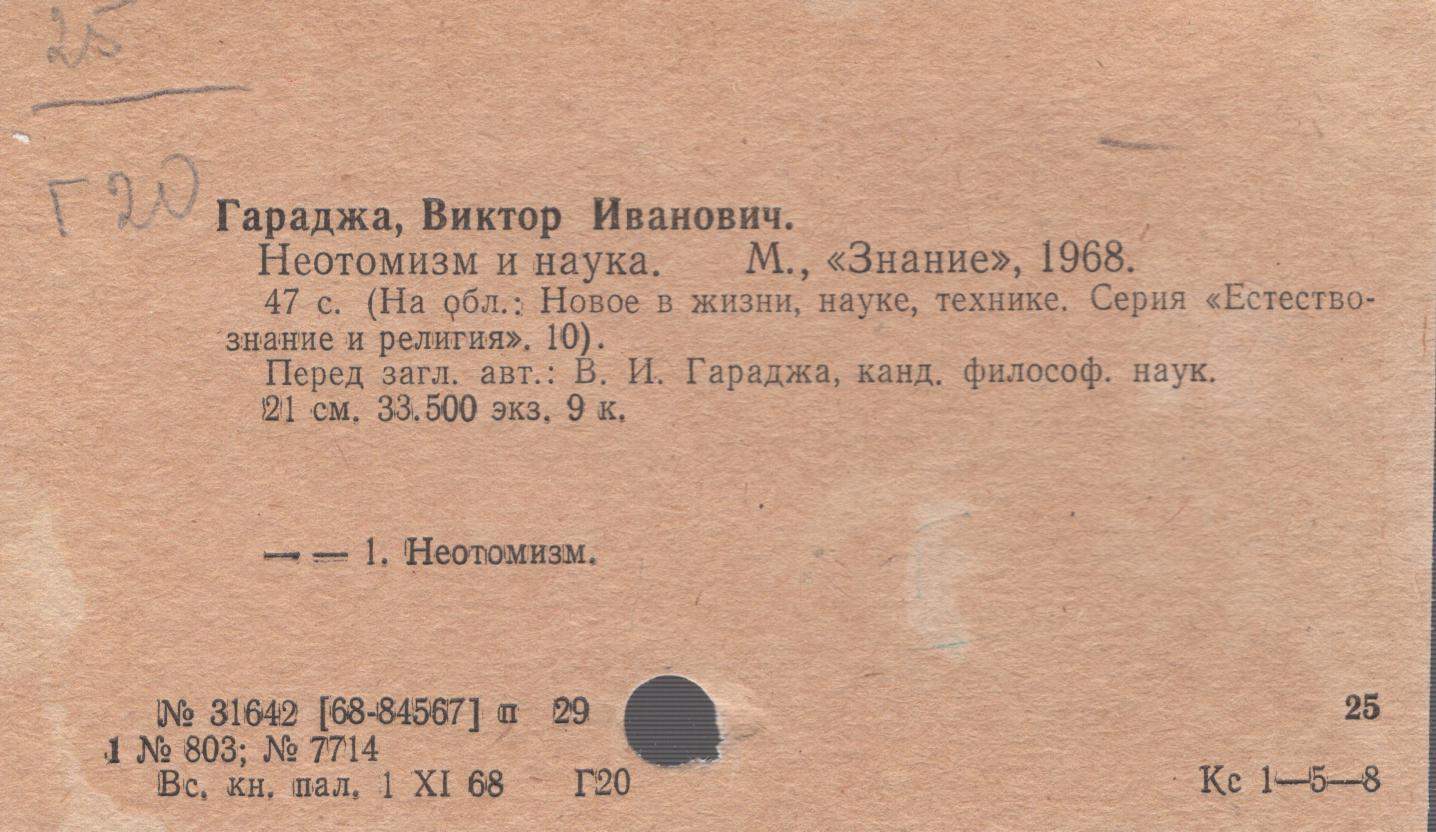 25
Г20
Гараджа, Виктор Иванович.
Неотомизм и наука. М., «Знание», 1968.
47 с. (На обл.: Новое в жизни, науке, технике. Серия «Естество-
знание и религия». 10).
Перед загл. авт.: В. И. Гараджа, канд. философ. наук.
21 см. 33.500 экз. 9 к.
— — 1. Неотомизм.
№ 31642 [68-84567] п 29 25
1 № 803; № 7714
Вс. кн. пал. 1 XI 68 Г20 Кс 1—5—8